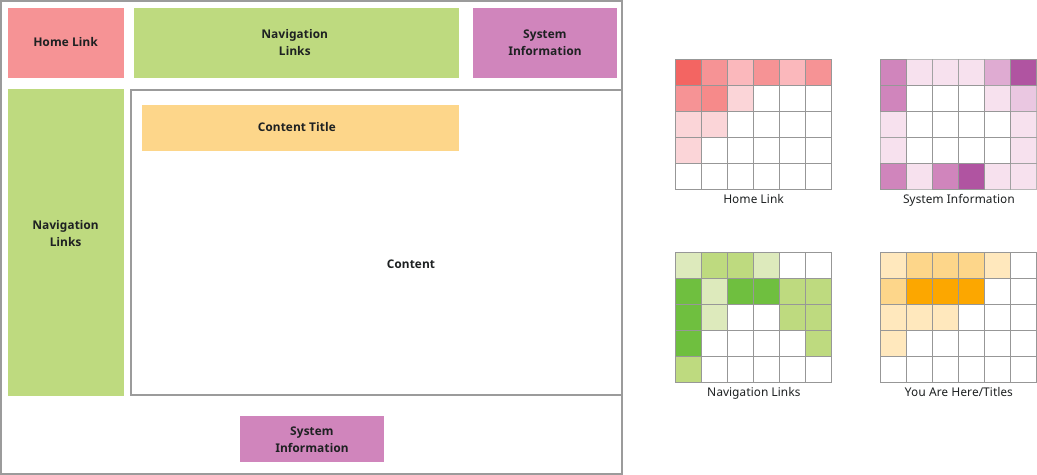 Home Link
Navigation
Links
System
Information
Content Title
Navigation
Links
Content
System
Information
Home Link
System Information
Navigation Links
You Are Here/Titles